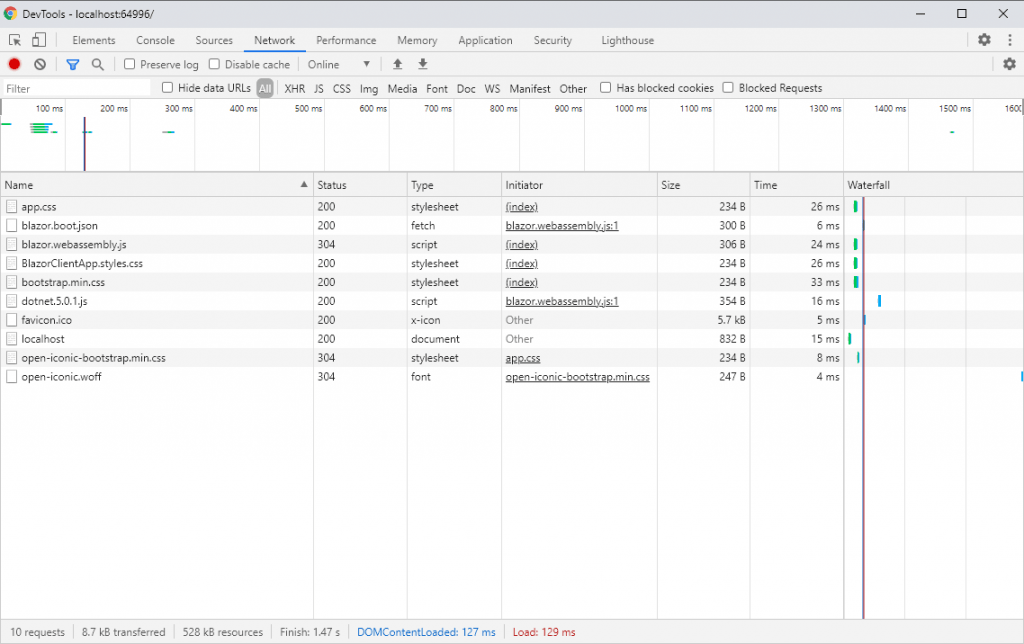 DevTools - localhost:64996/
Elements Console Sources Network Performance Memory Application Security Lighthouse
Preserve log Disable cache Online
Filter Hide data URLs All XHR JS CSS Img Media Font Doc WS Manifest Other Has blocked cookies Blocked Requests
100 ms 200 ms 300 ms 400 ms 500 ms 600 ms 700 ms 800 ms 900 ms 1000 ms 1100 ms 1200 ms 1300 ms 1400 ms 1500 ms 160
Name Status Type Initiator Size Time Waterfall
app.css 200 stylesheet (index) 234 B 26 ms
blazor.boot.json 200 fetch blazor.webassembly.js:1 300 B 6 ms
blazor.webassembly.js 304 script (index) 306 B 24 ms
BlazorClientApp.styles.css 200 stylesheet (index) 234 B 26 ms
bootstrap.min.css 200 stylesheet (index) 234 B 33 ms
dotnet.5.0.1.js 200 script blazor.webassembly.js:1 354 B 16 ms
favicon.ico 200 x-icon Other 5.7 kB 5 ms
localhost 200 document Other 832 B 15 ms
open-iconic-bootstrap.min.css 304 stylesheet app.css 234 B 8 ms
open-iconic.woff 304 font open-iconic-bootstrap.min.css 247 B 4 ms
10 requests 8.7 kB transferred 528 kB resources Finish: 1.47 s DOMContentLoaded: 127 ms Load: 129 ms